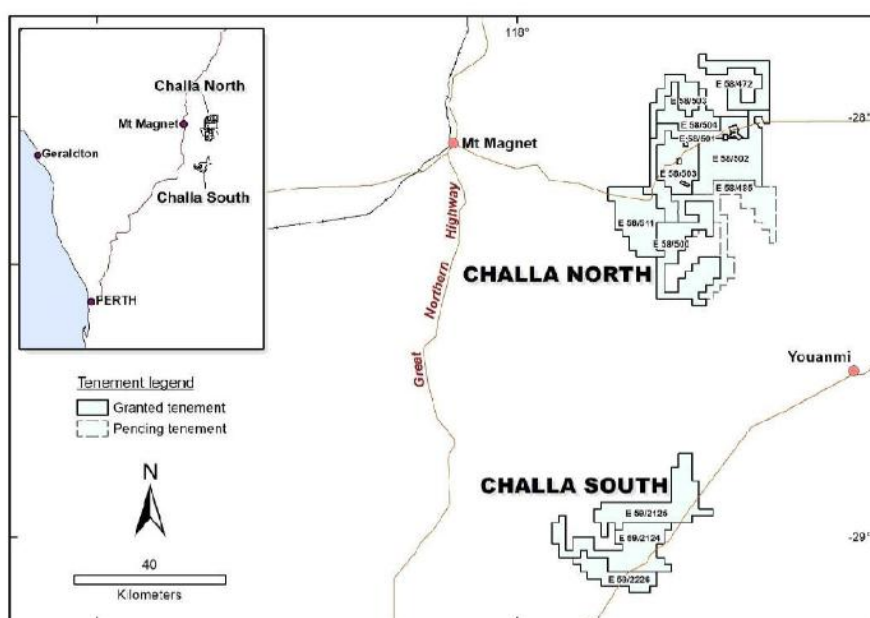 118°
Challa North
Mt Magnet
Geraldton
Challa South
PERTH
E 58/472
E 58/503
-28°
E 58/504
E 58/501
Mt Magnet
E 58/502
E 58/503
E 58/485
E 58/511
E 58/500
CHALLA NORTH
Great Northern Highway
Youanmi
Tenement legend
Granted tenement
Pending tenement
N
CHALLA SOUTH
E 59/2126
E 59/2124
-29°
E 59/2226
40
Kilometers